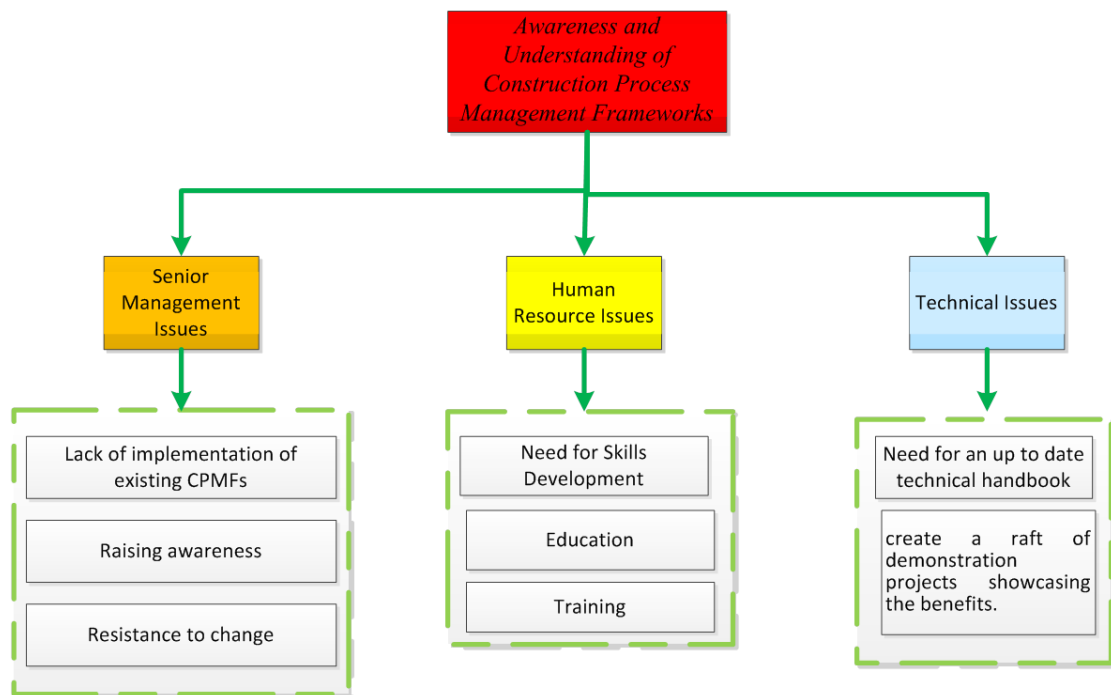 Awareness and
Understanding of
Construction Process
Management Frameworks
Senior
Management
Issues
Human
Resource Issues
Technical Issues
Lack of implementation of
existing CPMFs
Raising awareness
Resistance to change
Need for Skills
Development
Education
Training
Need for an up to date
technical handbook
create a raft of
demonstration
projects showcasing
the benefits.